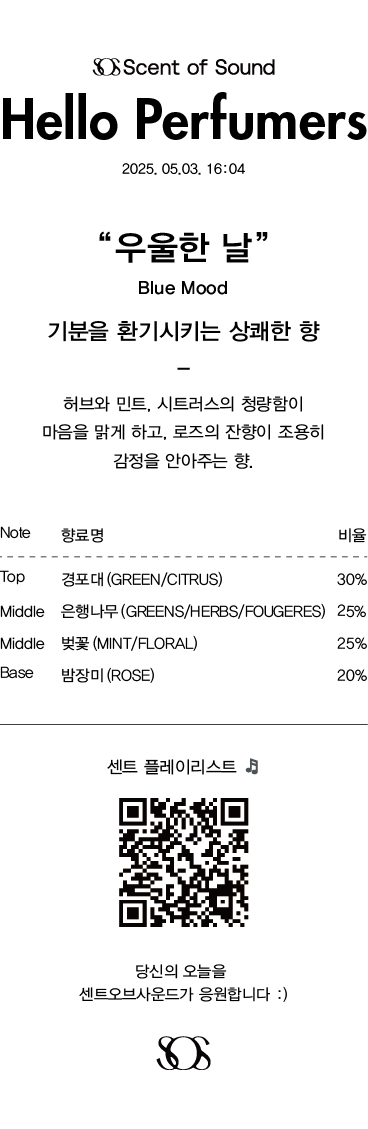 SOS Scent of Sound
Hello Perfumers
2025. 05.03. 16:04
“우울한 날”
Blue Mood
기분을 환기시키는 상쾌한 향
–
허브와 민트, 시트러스의 청량함이
마음을 맑게 하고, 로즈의 잔향이 조용히
감정을 안아주는 향.
Note 향료명 비율
Top 경포대(GREEN/CITRUS) 30%
Middle 은행나무(GREENS/HERBS/FOUGERES) 25%
Middle 벚꽃(MINT/FLORAL) 25%
Base 밤장미(ROSE) 20%
센트 플레이리스트 🎵
당신의 오늘을
센트오브사운드가 응원합니다 :)
SOS